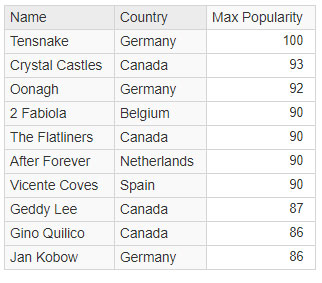 Name Country Max Popularity
Tensnake Germany 100
Crystal Castles Canada 93
Oonagh Germany 92
2 Fabiola Belgium 90
The Flatliners Canada 90
After Forever Netherlands 90
Vicente Coves Spain 90
Geddy Lee Canada 87
Gino Quilico Canada 86
Jan Kobow Germany 86